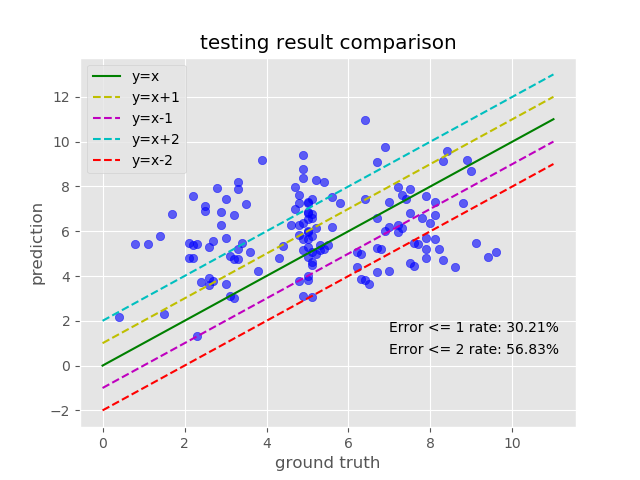 testing result comparison
y=x
y=x+1
y=x-1
y=x+2
y=x-2
12
10
8
6
4
2
0
−2
prediction
Error <= 1 rate: 30.21%
Error <= 2 rate: 56.83%
0 2 4 6 8 10
ground truth